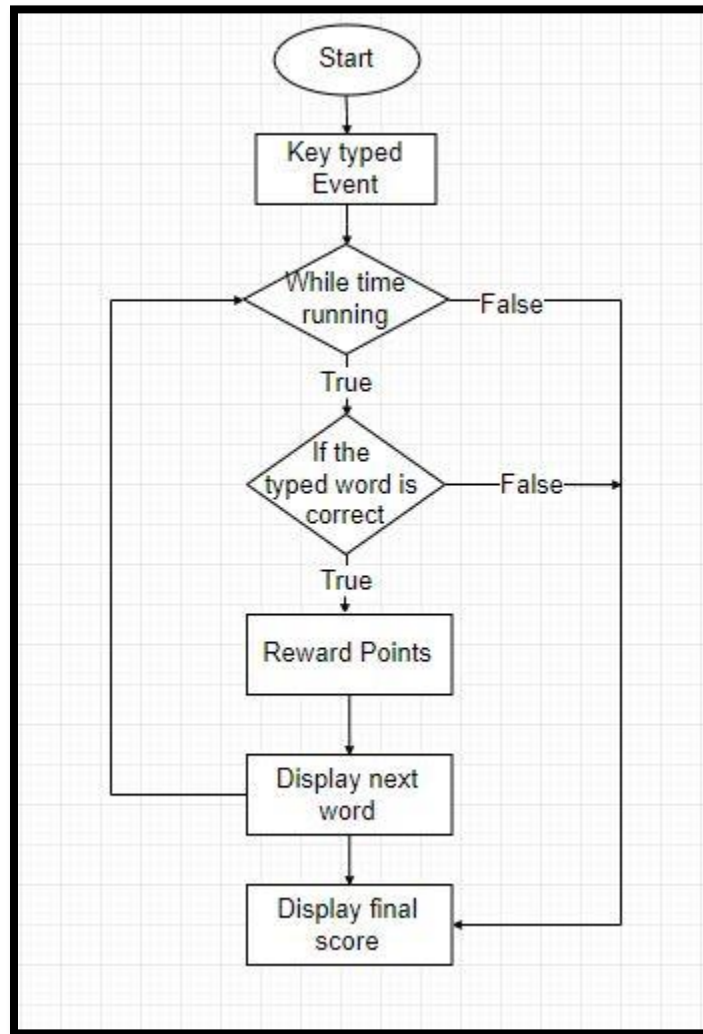 Start
Key typed
Event
While time
running
False
True
If the
typed word is
correct
False
True
Reward Points
Display next
word
Display final
score